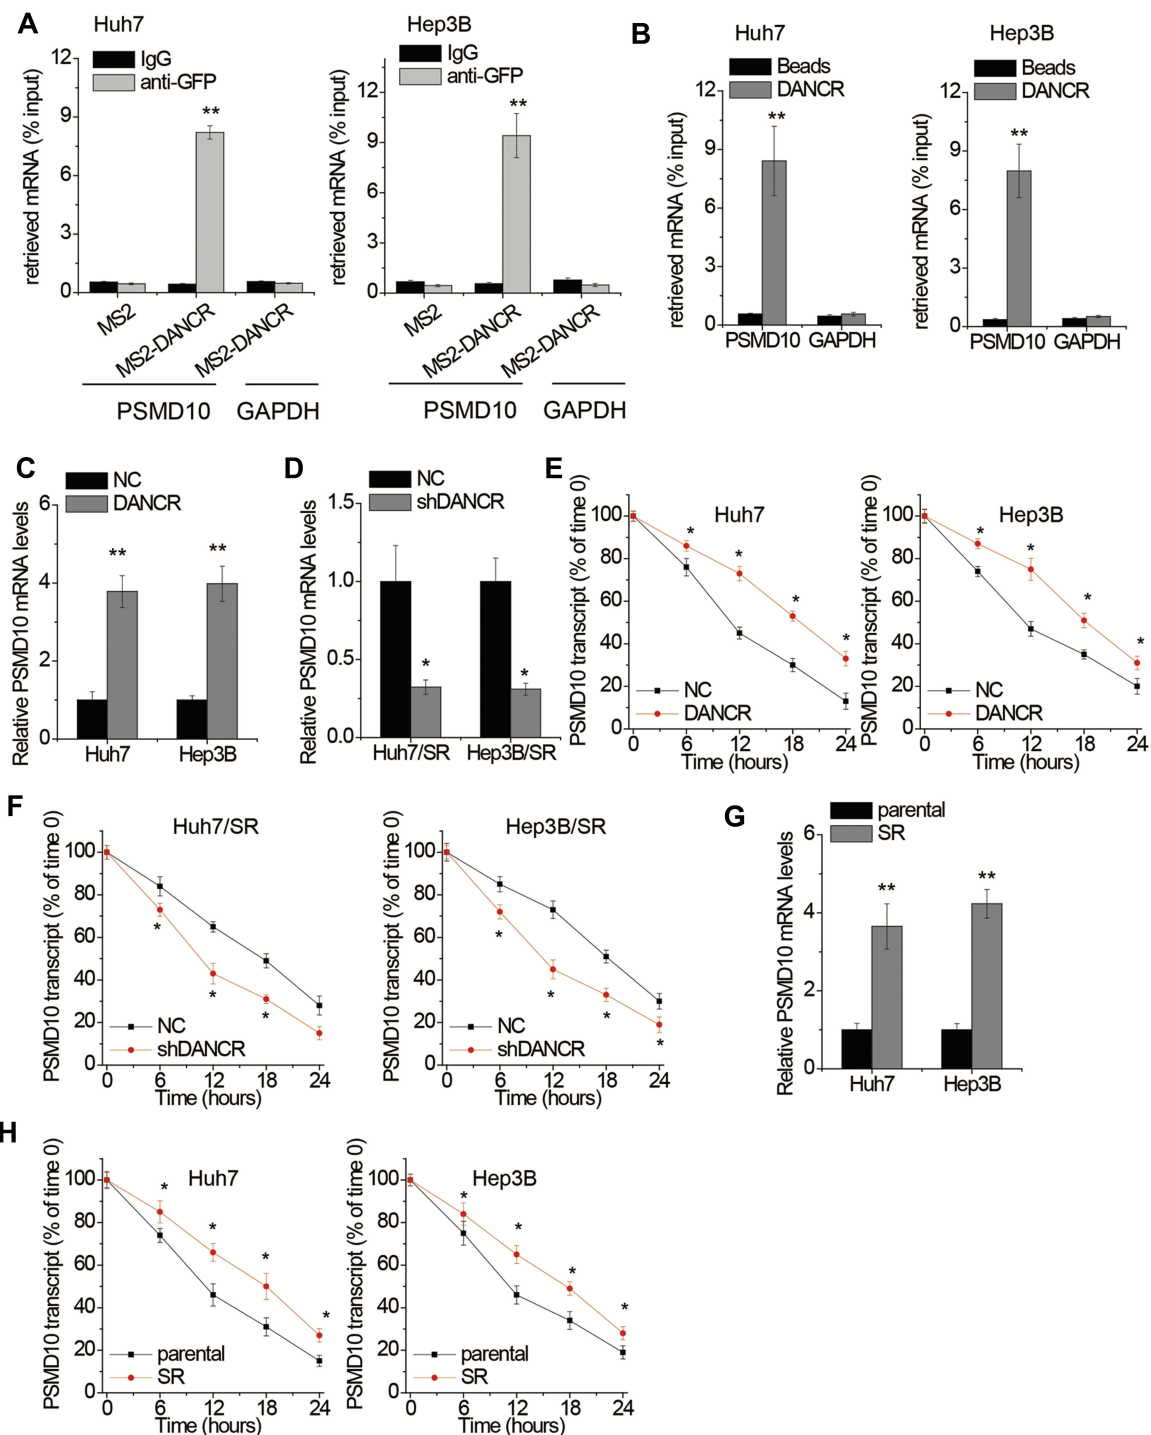 A
Huh7
IgG
anti-GFP
retrieved mRNA (% input)
12
9
6
3
0
**
MS2
MS2-DANCR
MS2-DANCR
PSMD10
GAPDH
Hep3B
IgG
anti-GFP
retrieved mRNA (% input)
12
9
6
3
0
**
MS2
MS2-DANCR
MS2-DANCR
PSMD10
GAPDH
B
Huh7
Beads
DANCR
retrieved mRNA (% input)
12
9
6
3
0
**
PSMD10
GAPDH
Hep3B
Beads
DANCR
retrieved mRNA (% input)
12
9
6
3
0
**
PSMD10
GAPDH
C
NC
DANCR
Relative PSMD10 mRNA levels
6
4
2
0
**
**
Huh7
Hep3B
D
NC
shDANCR
Relative PSMD10 mRNA levels
1.5
1.0
0.5
0.0
*
*
Huh7/SR
Hep3B/SR
E
PSMD10 transcript (% of time 0)
Huh7
100
80
60
40
20
0
*
*
*
*
NC
DANCR
0 6 12 18 24
Time (hours)
PSMD10 transcript (% of time 0)
Hep3B
100
80
60
40
20
0
*
*
*
*
NC
DANCR
0 6 12 18 24
Time (hours)
F
PSMD10 transcript (% of time 0)
Huh7/SR
100
80
60
40
20
0
*
*
*
NC
shDANCR
0 6 12 18 24
Time (hours)
PSMD10 transcript (% of time 0)
Hep3B/SR
100
80
60
40
20
0
*
*
*
*
NC
shDANCR
0 6 12 18 24
Time (hours)
G
parental
SR
Relative PSMD10 mRNA levels
6
4
2
0
**
**
Huh7
Hep3B
H
PSMD10 transcript (% of time 0)
Huh7
100
80
60
40
20
0
*
*
*
*
parental
SR
0 6 12 18 24
Time (hours)
PSMD10 transcript (% of time 0)
Hep3B
100
80
60
40
20
0
*
*
*
*
parental
SR
0 6 12 18 24
Time (hours)